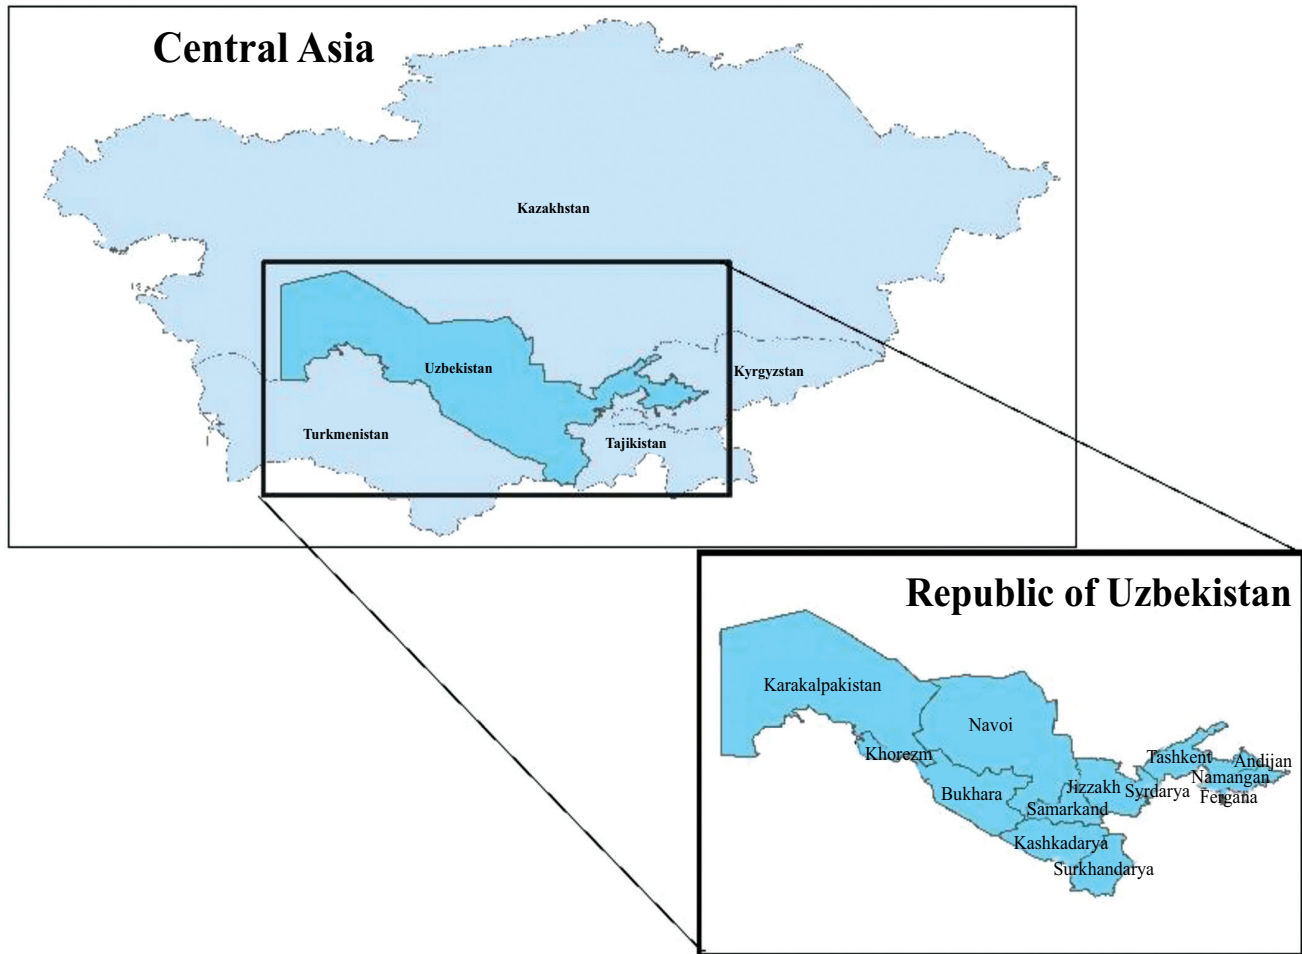 Central Asia
Kazakhstan
Uzbekistan
Kyrgyzstan
Turkmenistan
Tajikistan
Republic of Uzbekistan
Karakalpakistan
Navoi
Khorezm
Tashkent
Andijan
Namangan
Jizzakh
Syrdarya
Fergana
Bukhara
Samarkand
Kashkadarya
Surkhandarya